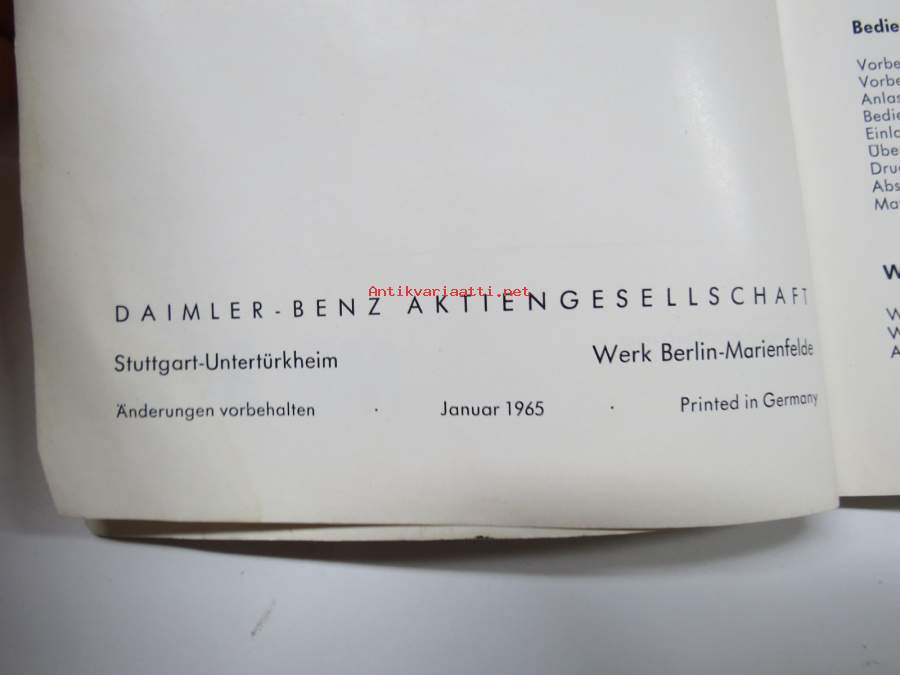 DAIMLER-BENZ AKTIENGESELLSCHAFT
Antikvariaatti.net
Stuttgart-Untertürkheim
Werk Berlin-Marienfelde
Änderungen vorbehalten · Januar 1965 · Printed in Germany